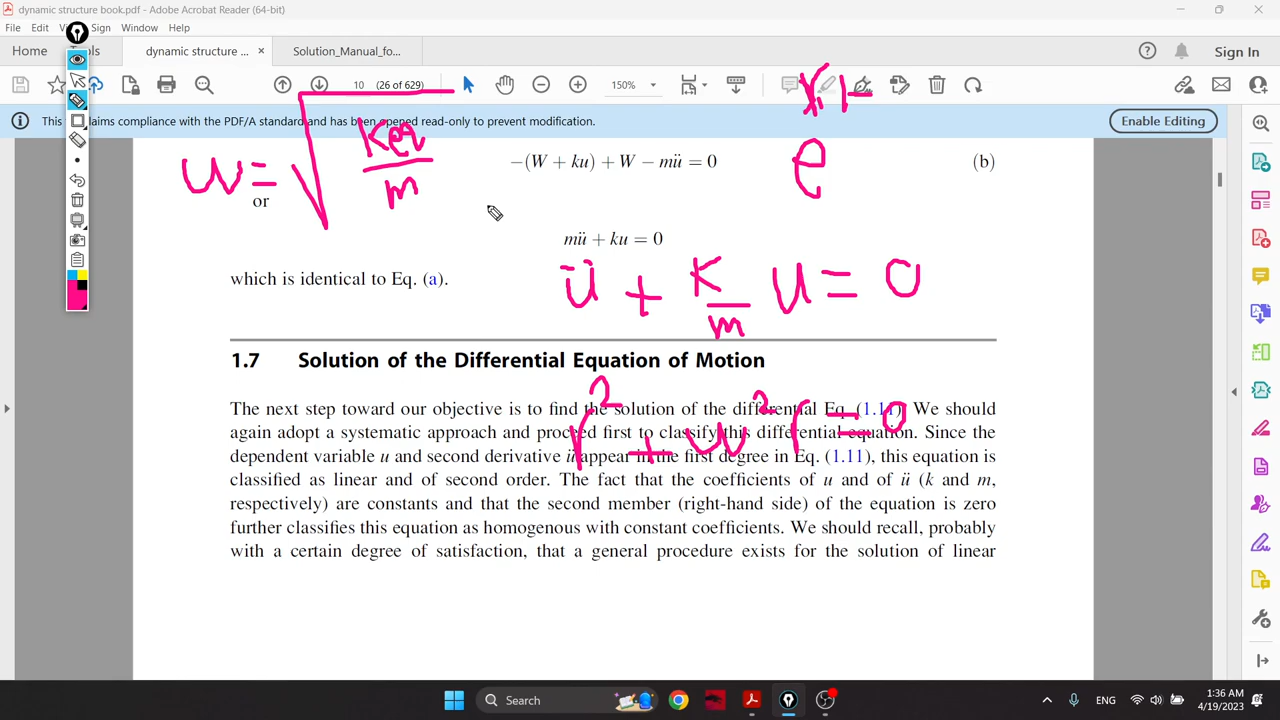 dynamic structure book.pdf - Adobe Acrobat Reader (64-bit)
File Edit Sign Window Help
Home Tools dynamic structure ... × Solution_Manual_fo... Sign In
10 (26 of 629) 150%
This claims compliance with the PDF/A standard and has been opened read-only to prevent modification. Enable Editing
r,t
e
w = √(Keq/m)
−(W + ku) + W − mü = 0 (b)
or
mü + ku = 0
which is identical to Eq. (a).
ü + K/m u = 0
1.7 Solution of the Differential Equation of Motion
r² + w² r = 0
The next step toward our objective is to find the solution of the differential Eq. (1.11). We should
again adopt a systematic approach and proceed first to classify this differential equation. Since the
dependent variable u and second derivative ü appear in the first degree in Eq. (1.11), this equation is
classified as linear and of second order. The fact that the coefficients of u and of ü (k and m,
respectively) are constants and that the second member (right-hand side) of the equation is zero
further classifies this equation as homogenous with constant coefficients. We should recall, probably
with a certain degree of satisfaction, that a general procedure exists for the solution of linear
Search
ENG
1:36 AM
4/19/2023